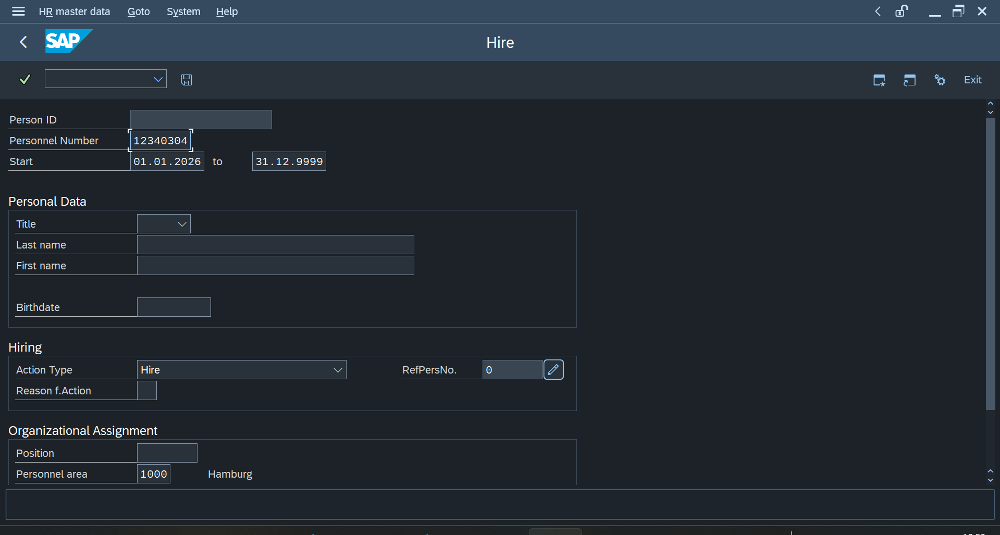 HR master data Goto System Help
SAP Hire
Exit
Person ID
Personnel Number 12340304
Start 01.01.2026 to 31.12.9999
Personal Data
Title
Last name
First name
Birthdate
Hiring
Action Type Hire RefPersNo. 0
Reason f.Action
Organizational Assignment
Position
Personnel area 1000 Hamburg